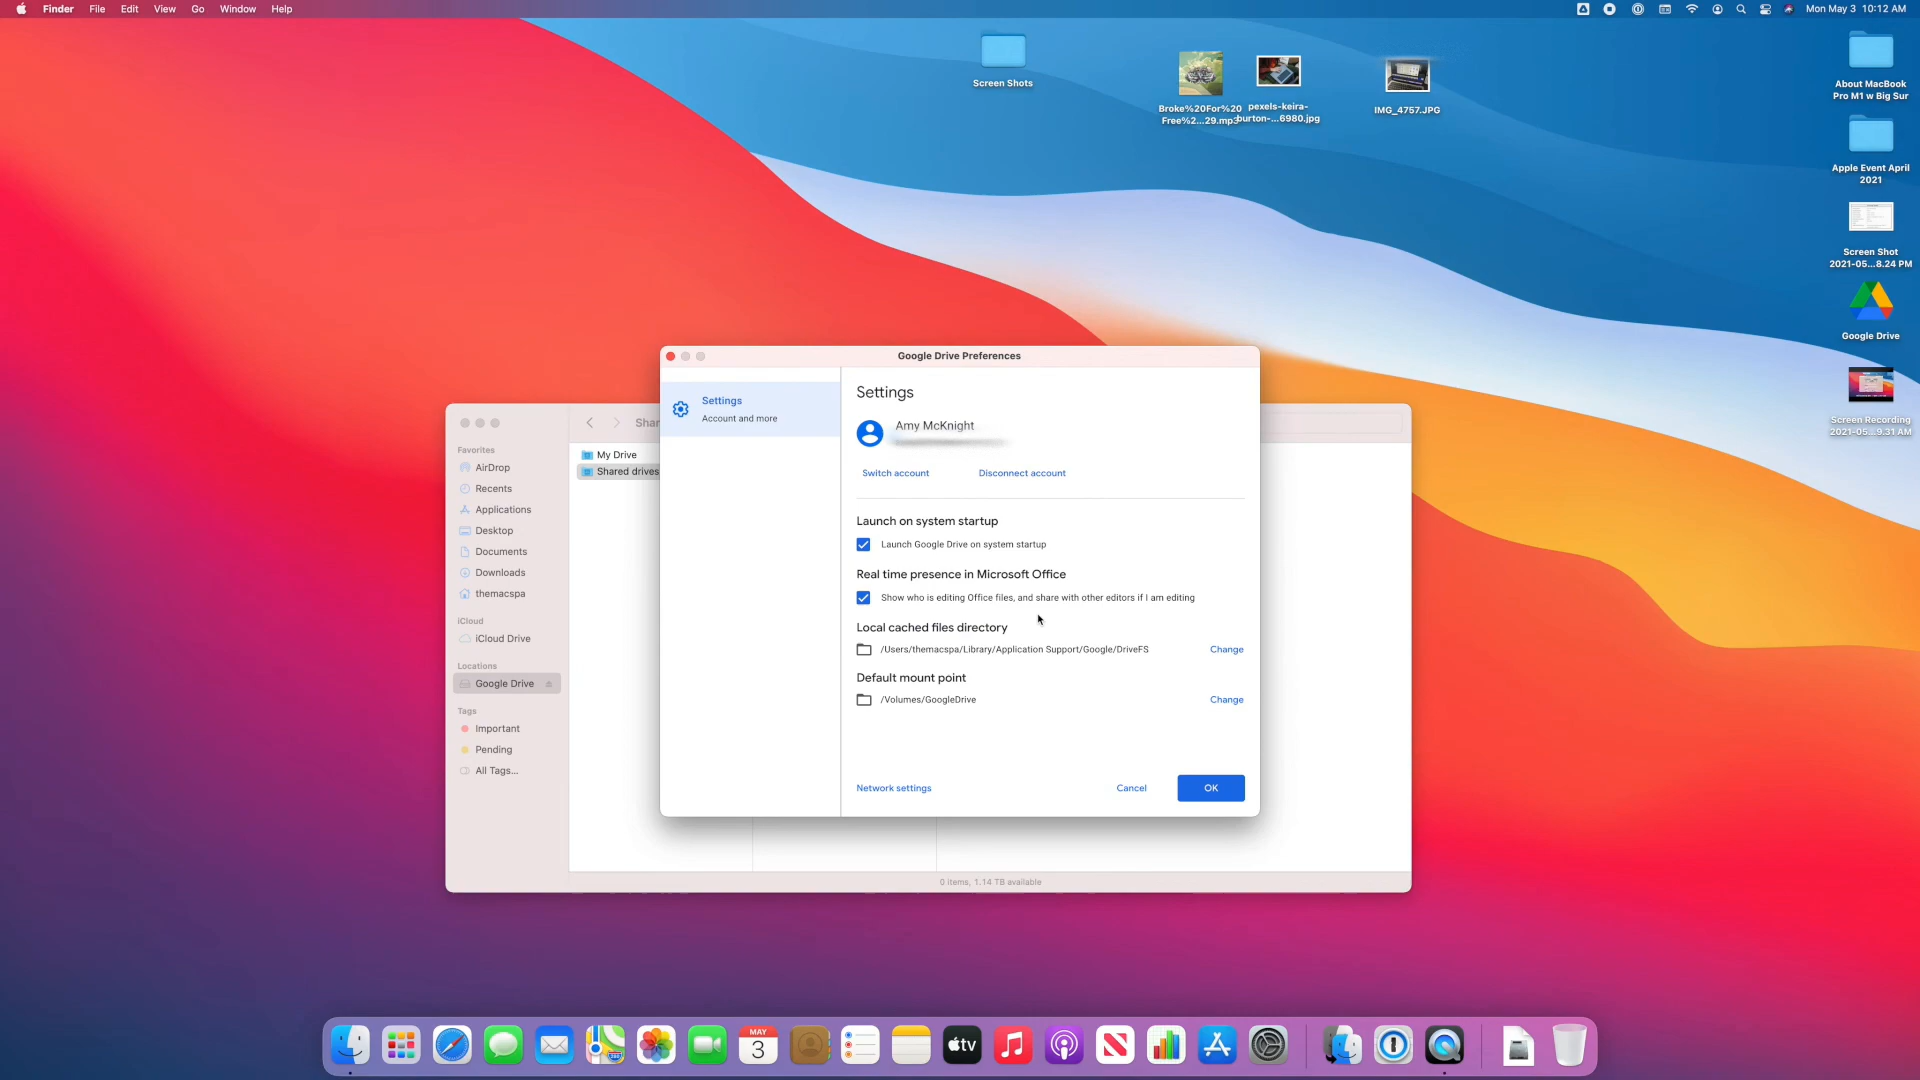 Finder File Edit View Go Window Help
Mon May 3 10:12 AM
Screen Shots
Broke%20For%20
Free%2...29.mp3
pexels-keira-
burton-...6980.jpg
IMG_4757.JPG
About MacBook
Pro M1 w Big Sur
Apple Event April
2021
Screen Shot
2021-05...8.24 PM
Google Drive
Screen Recording
2021-05...9.31 AM
Google Drive Preferences
Settings
Account and more
Settings
Amy McKnight
Switch account
Disconnect account
Launch on system startup
Launch Google Drive on system startup
Real time presence in Microsoft Office
Show who is editing Office files, and share with other editors if I am editing
Local cached files directory
/Users/themacspa/Library/Application Support/Google/DriveFS
Change
Default mount point
/Volumes/GoogleDrive
Change
Network settings
Cancel
OK
Shar
Favorites
AirDrop
Recents
Applications
Desktop
Documents
Downloads
themacspa
iCloud
iCloud Drive
Locations
Google Drive
Tags
Important
Pending
All Tags...
My Drive
Shared drives
0 items, 1.14 TB available
MAY
3
tv